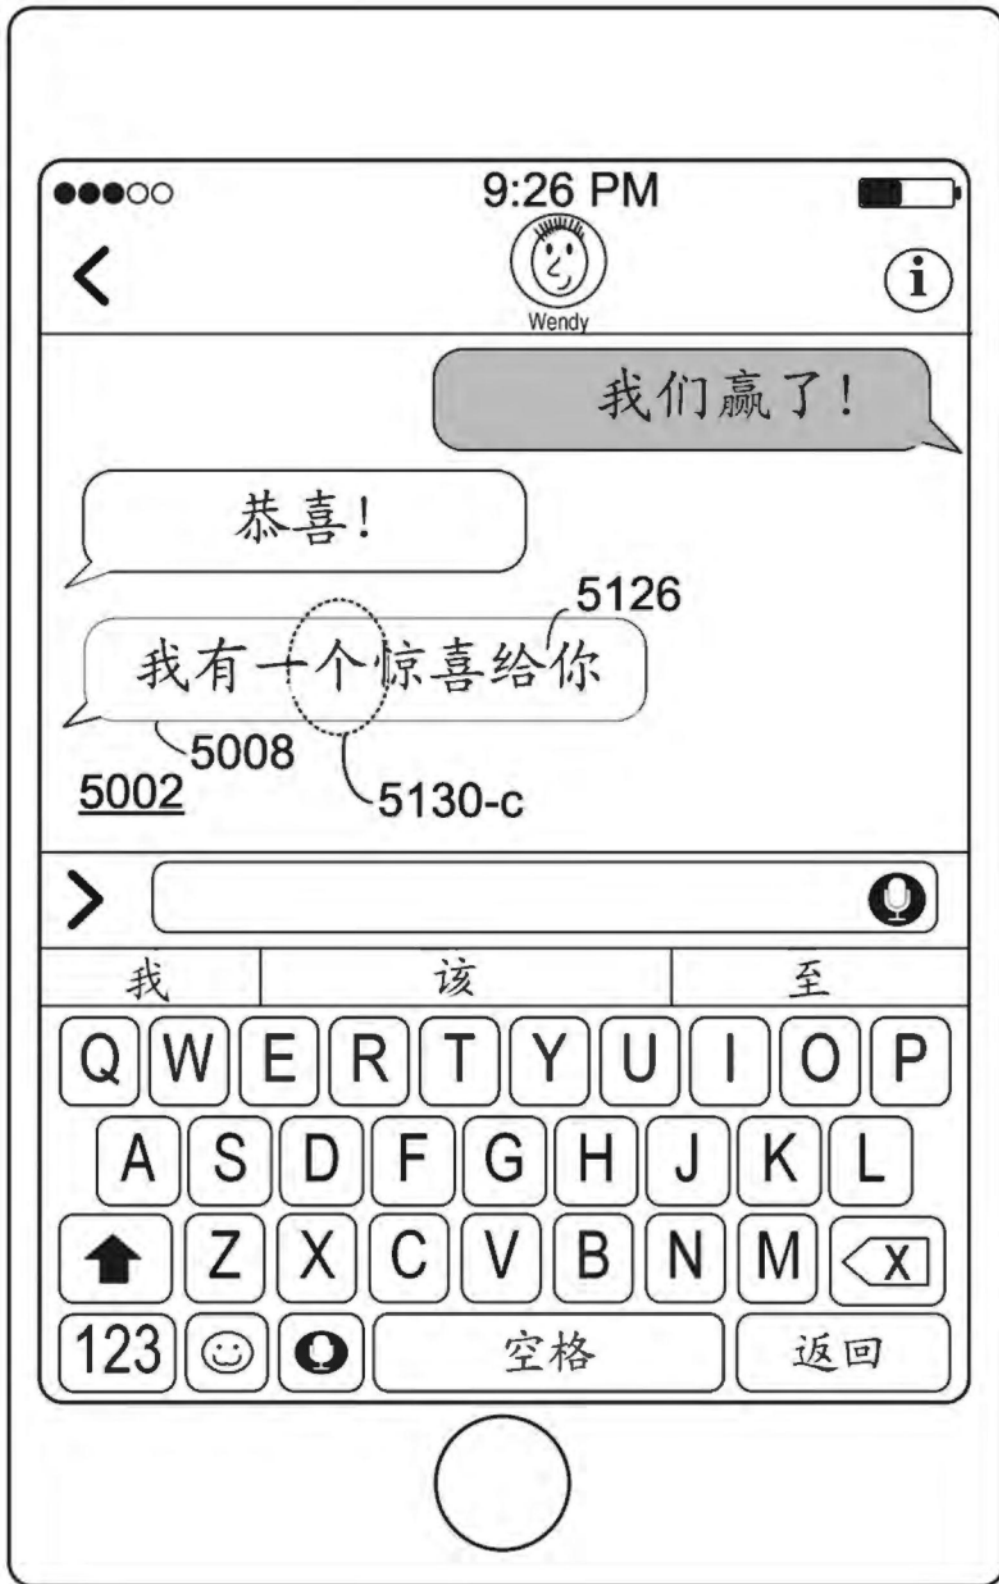 9:26 PM
Wendy
i
我们赢了!
恭喜!
5126
我有一个惊喜给你
5008
5002
5130-c
我 该 至
Q W E R T Y U I O P
A S D F G H J K L
Z X C V B N M X
123 空格 返回